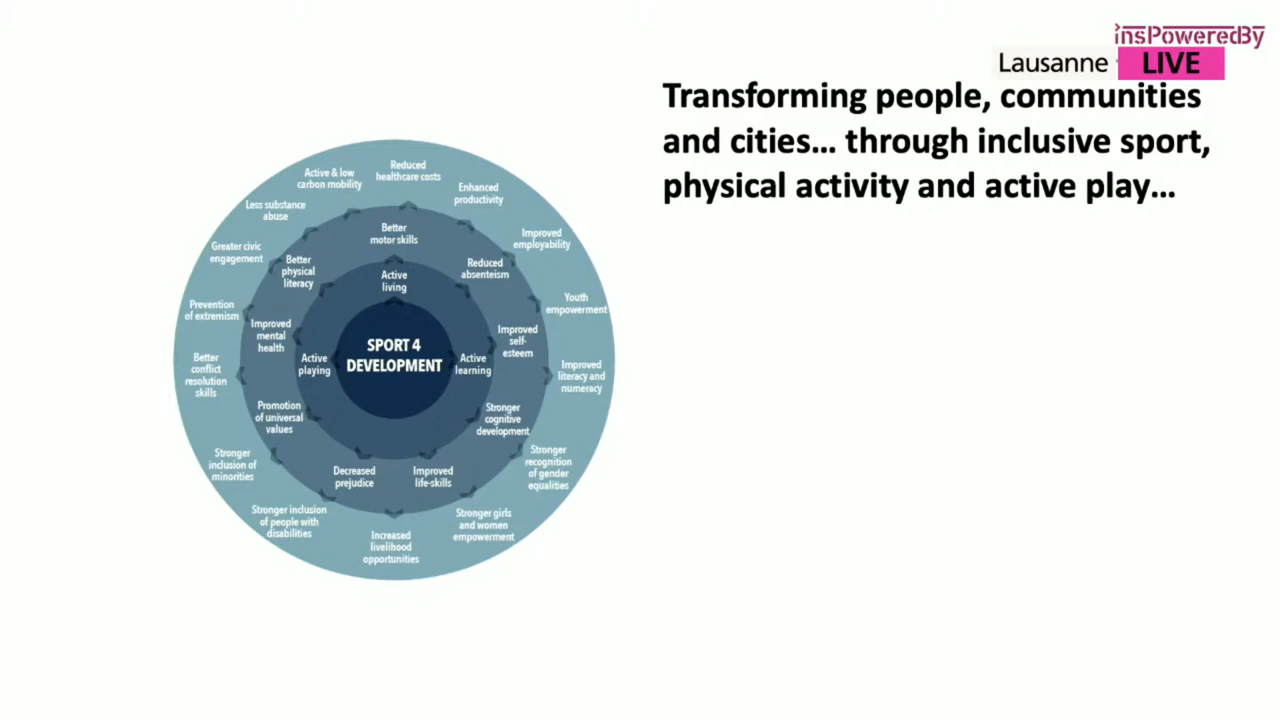 insPoweredBy
Lausanne
LIVE
Transforming people, communities
and cities... through inclusive sport,
physical activity and active play...
Reduced
healthcare costs
Enhanced
productivity
Improved
employability
Youth
empowerment
Improved
literacy and
numeracy
Stronger
recognition
of gender
equalities
Stronger girls
and women
empowerment
Increased
livelihood
opportunities
Stronger inclusion
of people with
disabilities
Stronger
inclusion of
minorities
Better
conflict
resolution
skills
Prevention
of extremism
Greater civic
engagement
Less substance
abuse
Active & low
carbon mobility
Better
motor skills
Reduced
absenteism
Improved
self-
esteem
Stronger
cognitive
development
Improved
life-skills
Decreased
prejudice
Promotion
of universal
values
Improved
mental
health
Better
physical
literacy
Active
living
Active
learning
Active
playing
SPORT 4
DEVELOPMENT